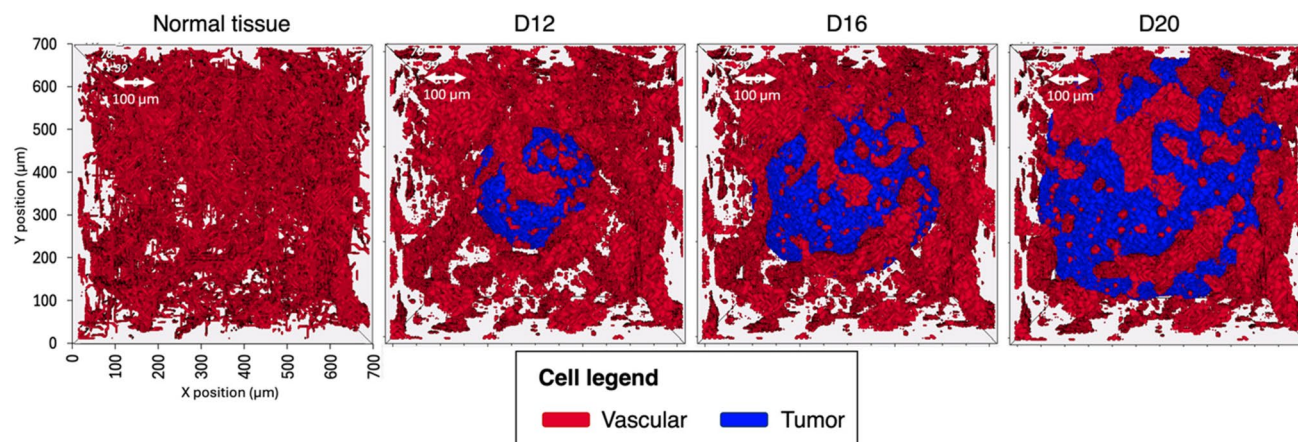 Normal tissue
D12
D16
D20
700
600
500
400
300
200
100
0
Y position (µm)
100 µm
100 µm
100 µm
100 µm
0
100
200
300
400
500
600
700
X position (µm)
Cell legend
Vascular
Tumor